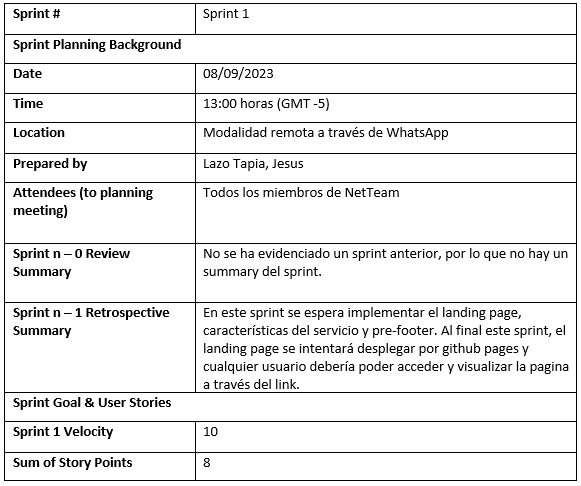 Sprint # Sprint 1
Sprint Planning Background
Date 08/09/2023
Time 13:00 horas (GMT -5)
Location Modalidad remota a través de WhatsApp
Prepared by Lazo Tapia, Jesus
Attendees (to planning
meeting)
Todos los miembros de NetTeam
Sprint n – 0 Review
Summary
No se ha evidenciado un sprint anterior, por lo que no hay un
summary del sprint.
Sprint n – 1 Retrospective
Summary
En este sprint se espera implementar el landing page,
características del servicio y pre-footer. Al final este sprint, el
landing page se intentará desplegar por github pages y
cualquier usuario debería poder acceder y visualizar la pagina
a través del link.
Sprint Goal & User Stories
Sprint 1 Velocity 10
Sum of Story Points 8